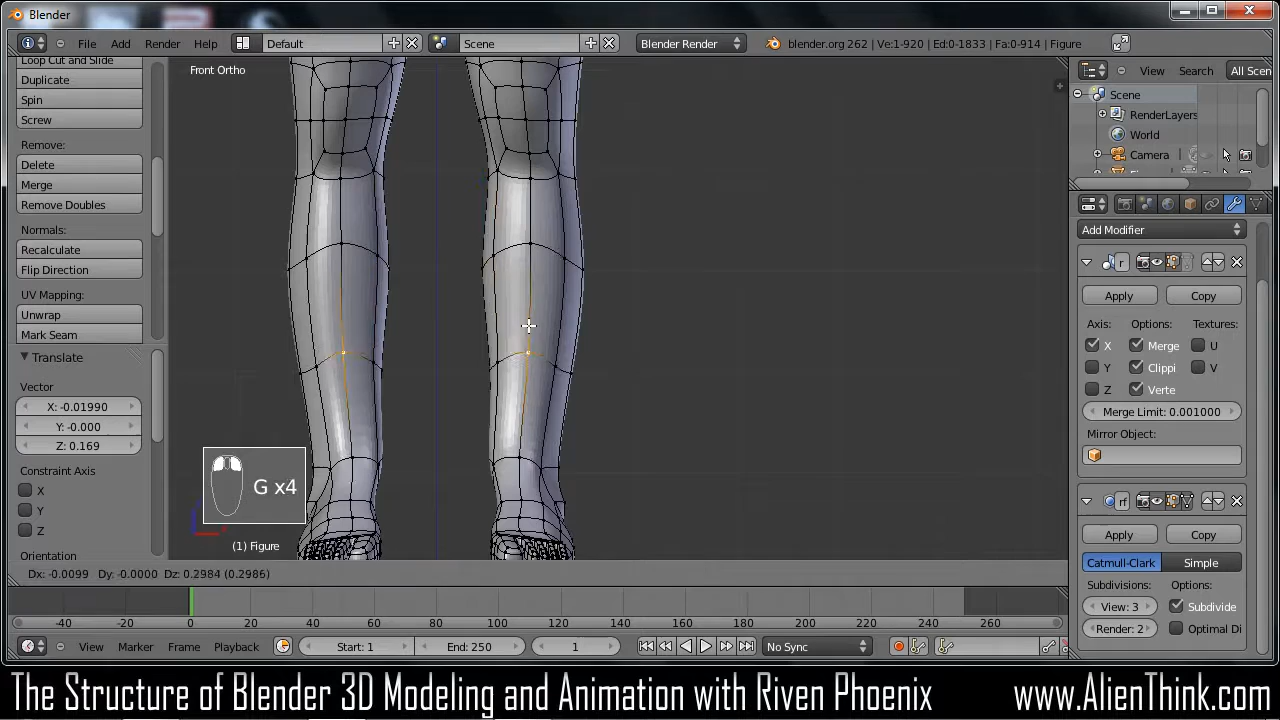 Blender
File Add Render Help Default Scene Blender Render blender.org 262 | Ve:1-920 | Ed:0-1833 | Fa:0-914 | Figure
Loop Cut and Slide
Duplicate
Spin
Screw
Remove:
Delete
Merge
Remove Doubles
Normals:
Recalculate
Flip Direction
UV Mapping:
Unwrap
Mark Seam
Translate
Vector
X: -0.01990
Y: -0.000
Z: 0.169
Constraint Axis
X
Y
Z
Orientation
Front Ortho
G x4
(1) Figure
Dx: -0.0099 Dy: -0.0000 Dz: 0.2984 (0.2986)
View Search All Scen
Scene
RenderLayers
World
Camera
Add Modifier
r
Apply Copy
Axis: Options: Textures:
X Merge U
Y Clippi V
Z Verte
Merge Limit: 0.001000
Mirror Object:
rf
Apply Copy
Catmull-Clark Simple
Subdivisions: Options:
View: 3 Subdivide
Render: 2 Optimal Di
-40 -20 0 20 40 60 80 100 120 140 160 180 200 220 240 260
View Marker Frame Playback Start: 1 End: 250 1 No Sync
The Structure of Blender 3D Modeling and Animation with Riven Phoenix www.AlienThink.com